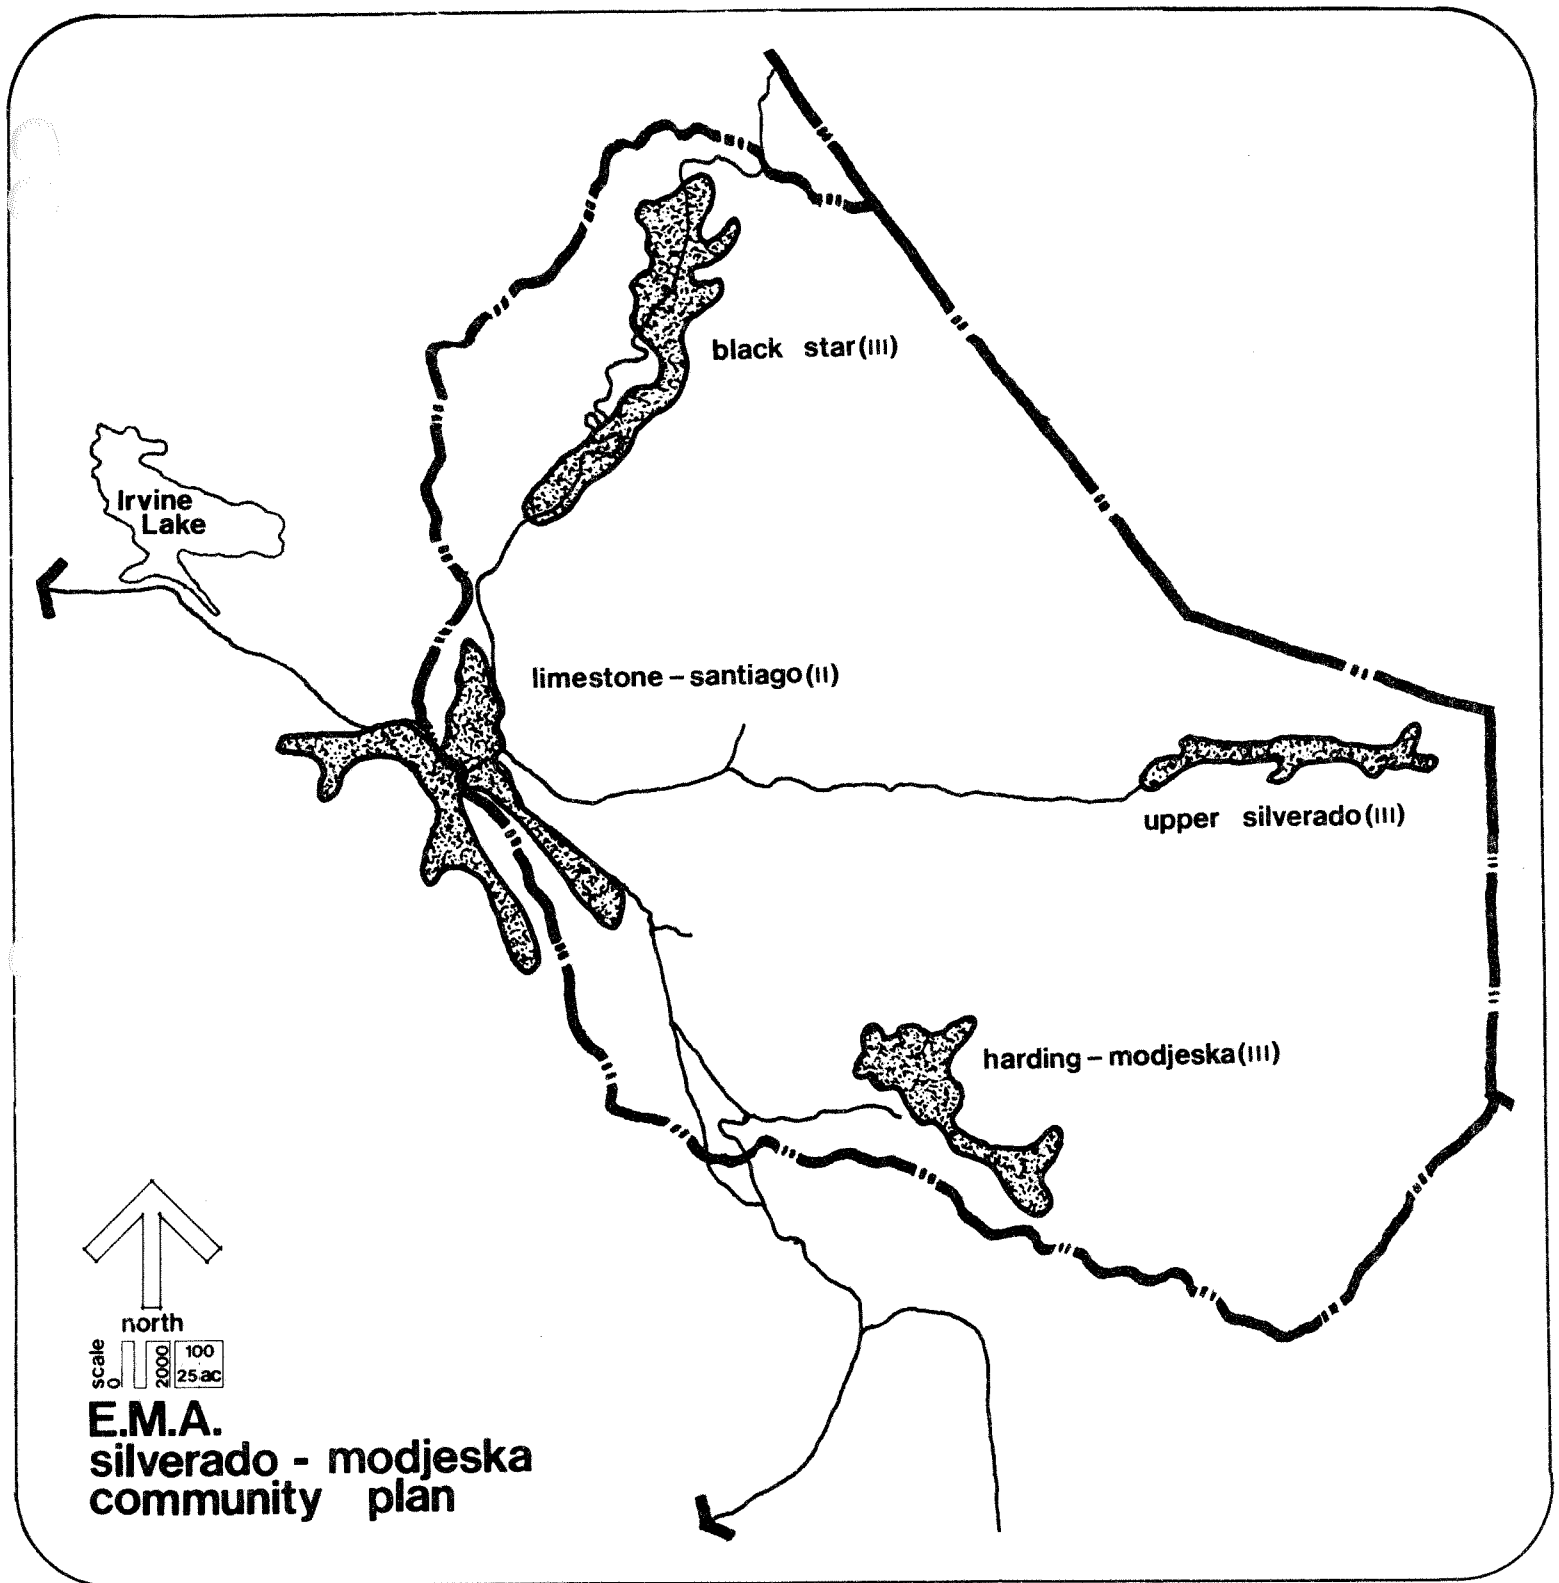 black star(III)
Irvine
Lake
limestone – santiago(II)
upper silverado(III)
harding – modjeska(III)
north
scale
0
2000
100
25 ac
E.M.A.
silverado - modjeska
community plan